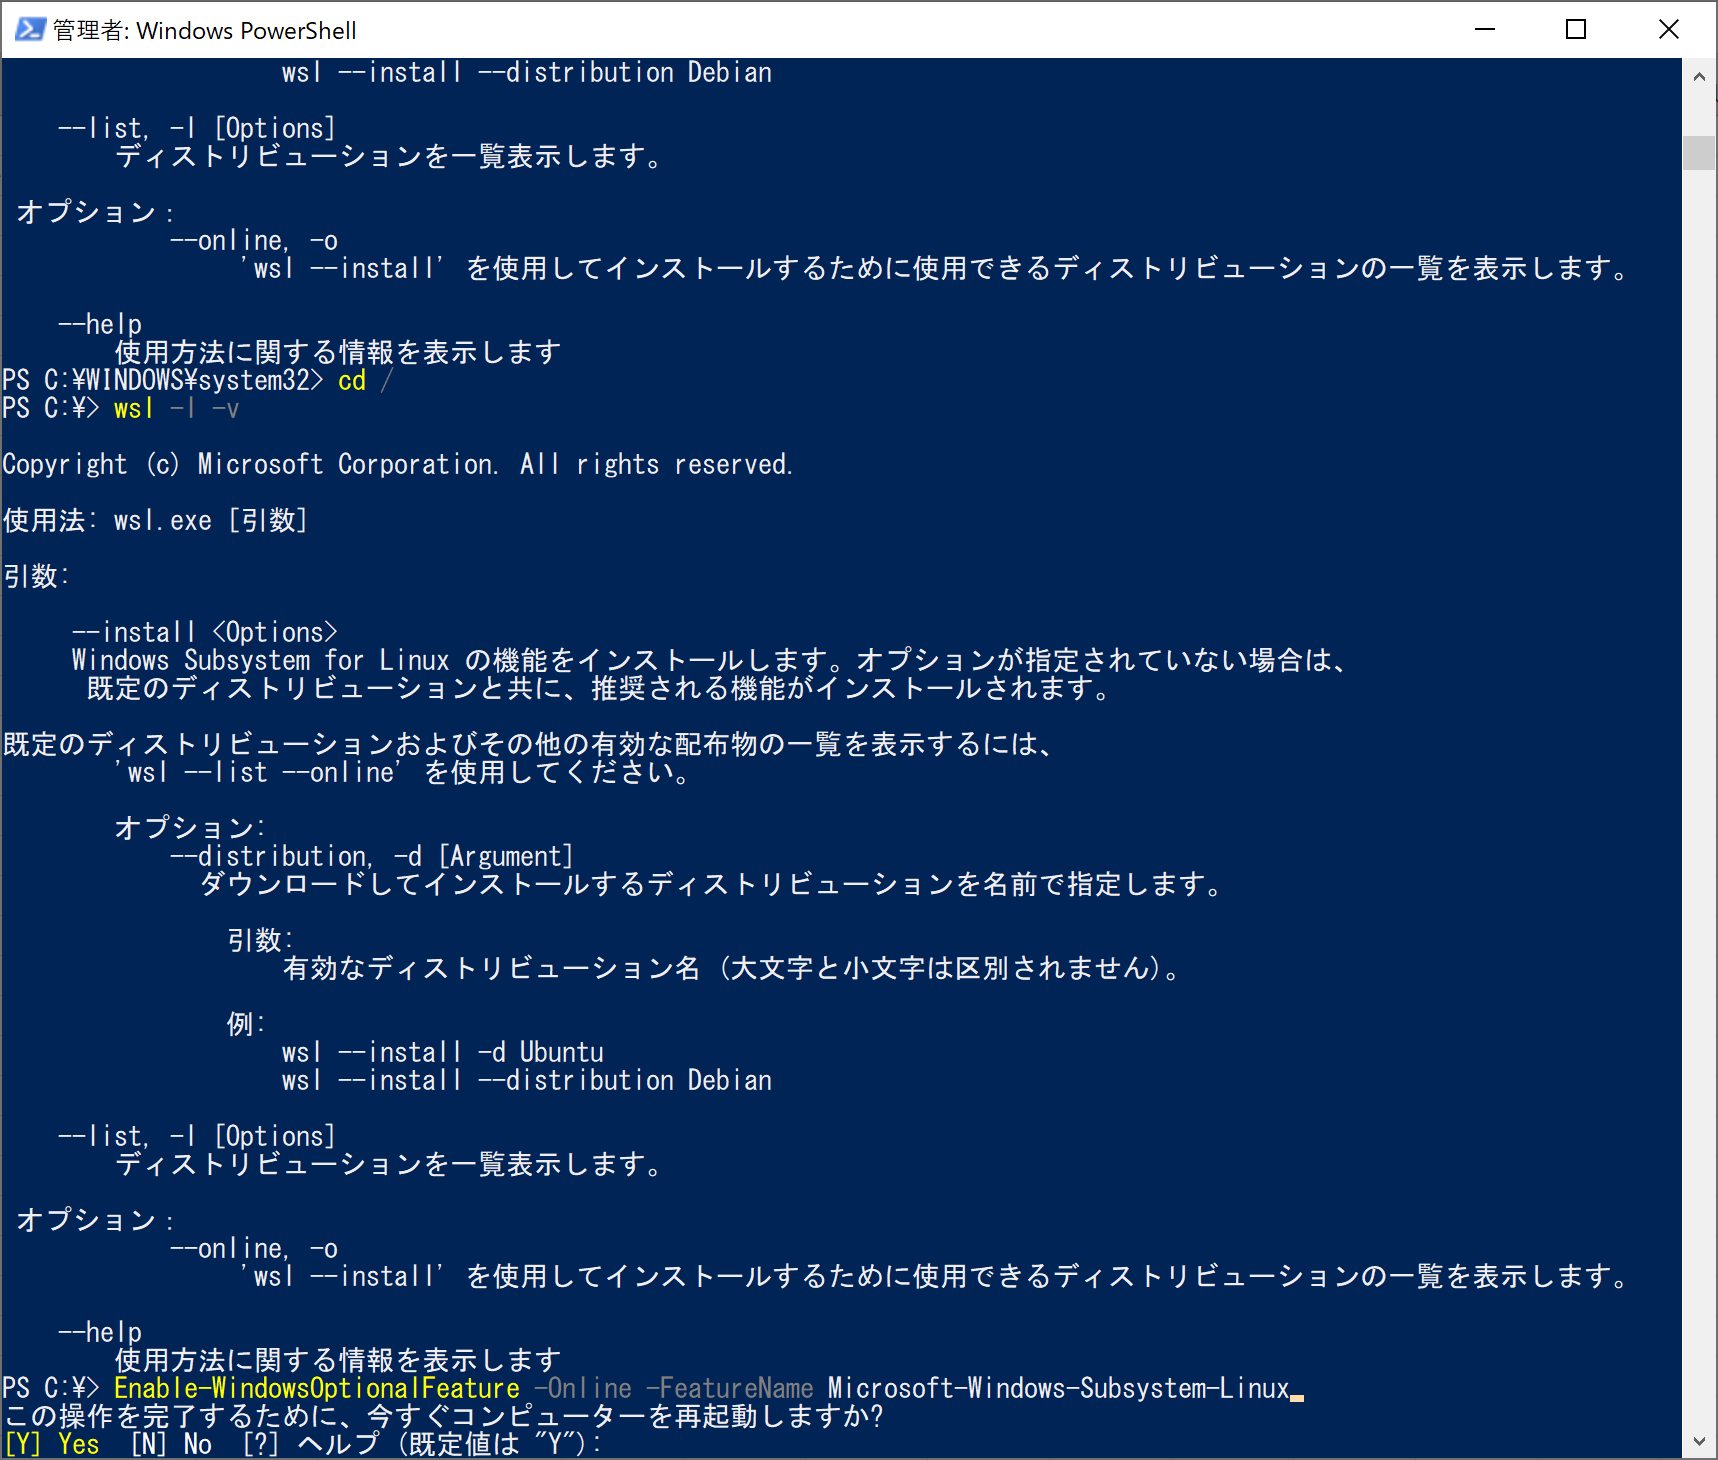 管理者: Windows PowerShell
wsl --install --distribution Debian
--list, -l [Options]
ディストリビューションを一覧表示します。
オプション：
--online, -o
'wsl --install' を使用してインストールするために使用できるディストリビューションの一覧を表示します。
--help
使用方法に関する情報を表示します
PS C:¥WINDOWS¥system32> cd /
PS C:¥> wsl -l -v
Copyright (c) Microsoft Corporation. All rights reserved.
使用法: wsl.exe [引数]
引数:
--install <Options>
Windows Subsystem for Linux の機能をインストールします。オプションが指定されていない場合は、
既定のディストリビューションと共に、推奨される機能がインストールされます。
既定のディストリビューションおよびその他の有効な配布物の一覧を表示するには、
'wsl --list --online' を使用してください。
オプション:
--distribution, -d [Argument]
ダウンロードしてインストールするディストリビューションを名前で指定します。
引数:
有効なディストリビューション名 (大文字と小文字は区別されません)。
例:
wsl --install -d Ubuntu
wsl --install --distribution Debian
--list, -l [Options]
ディストリビューションを一覧表示します。
オプション：
--online, -o
'wsl --install' を使用してインストールするために使用できるディストリビューションの一覧を表示します。
--help
使用方法に関する情報を表示します
PS C:¥> Enable-WindowsOptionalFeature -Online -FeatureName Microsoft-Windows-Subsystem-Linux
この操作を完了するために、今すぐコンピューターを再起動しますか?
[Y] Yes  [N] No  [?] ヘルプ (既定値は "Y"):